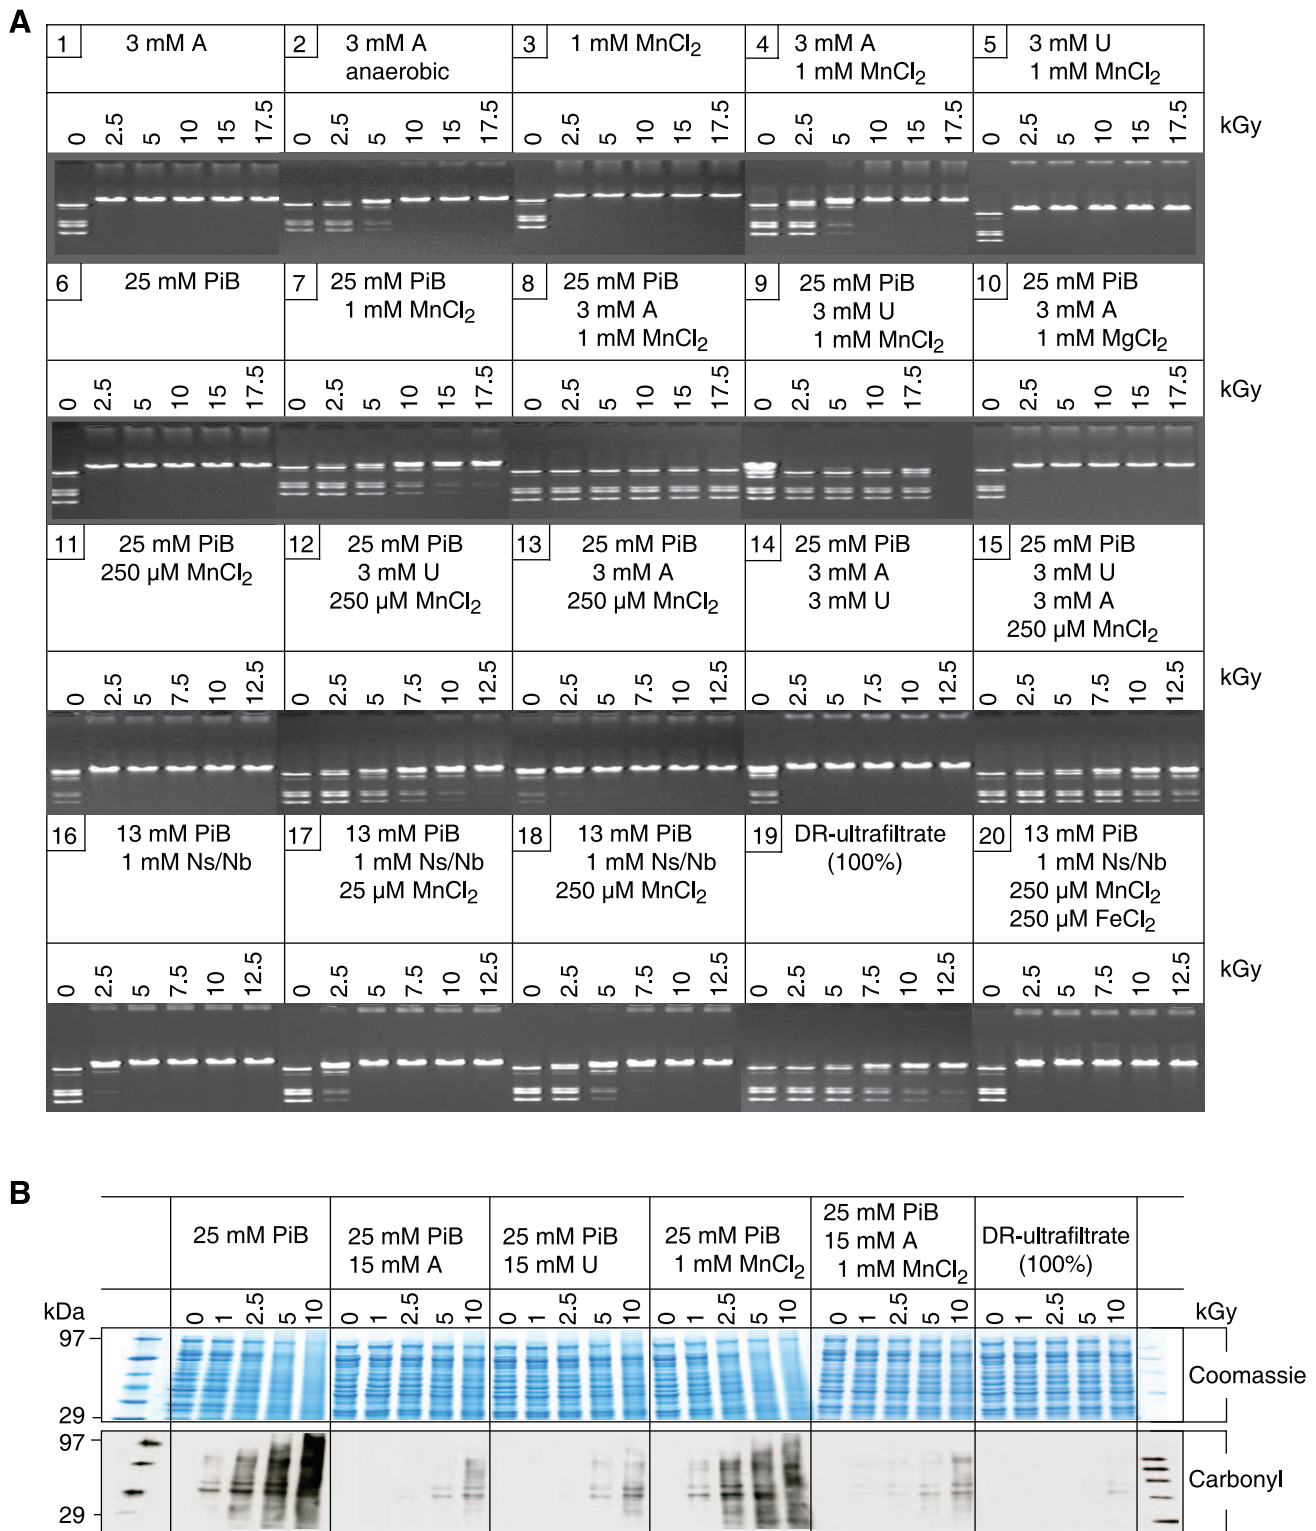 A
1 3 mM A
2 3 mM A
anaerobic
3 1 mM MnCl2
4 3 mM A
1 mM MnCl2
5 3 mM U
1 mM MnCl2
0 2.5 5 10 15 17.5 0 2.5 5 10 15 17.5 0 2.5 5 10 15 17.5 0 2.5 5 10 15 17.5 0 2.5 5 10 15 17.5 kGy
6 25 mM PiB
7 25 mM PiB
1 mM MnCl2
8 25 mM PiB
3 mM A
1 mM MnCl2
9 25 mM PiB
3 mM U
1 mM MnCl2
10 25 mM PiB
3 mM A
1 mM MgCl2
0 2.5 5 10 15 17.5 0 2.5 5 10 15 17.5 0 2.5 5 10 15 17.5 0 2.5 5 10 17.5 0 2.5 5 10 15 17.5 kGy
11 25 mM PiB
250 µM MnCl2
12 25 mM PiB
3 mM U
250 µM MnCl2
13 25 mM PiB
3 mM A
250 µM MnCl2
14 25 mM PiB
3 mM A
3 mM U
15 25 mM PiB
3 mM U
3 mM A
250 µM MnCl2
0 2.5 5 7.5 10 12.5 0 2.5 5 7.5 10 12.5 0 2.5 5 7.5 10 12.5 0 2.5 5 7.5 10 12.5 0 2.5 5 7.5 10 12.5 kGy
16 13 mM PiB
1 mM Ns/Nb
17 13 mM PiB
1 mM Ns/Nb
25 µM MnCl2
18 13 mM PiB
1 mM Ns/Nb
250 µM MnCl2
19 DR-ultrafiltrate
(100%)
20 13 mM PiB
1 mM Ns/Nb
250 µM MnCl2
250 µM FeCl2
0 2.5 5 7.5 10 12.5 0 2.5 5 7.5 10 12.5 0 2.5 5 7.5 10 12.5 0 2.5 5 7.5 10 12.5 0 2.5 5 7.5 10 12.5 kGy
B
25 mM PiB
25 mM PiB
15 mM A
25 mM PiB
15 mM U
25 mM PiB
1 mM MnCl2
25 mM PiB
15 mM A
1 mM MnCl2
DR-ultrafiltrate
(100%)
kDa 0 1 2.5 5 10 0 1 2.5 5 10 0 1 2.5 5 10 0 1 2.5 5 10 0 1 2.5 5 10 0 1 2.5 5 10 kGy
97
Coomassie
29
97
Carbonyl
29